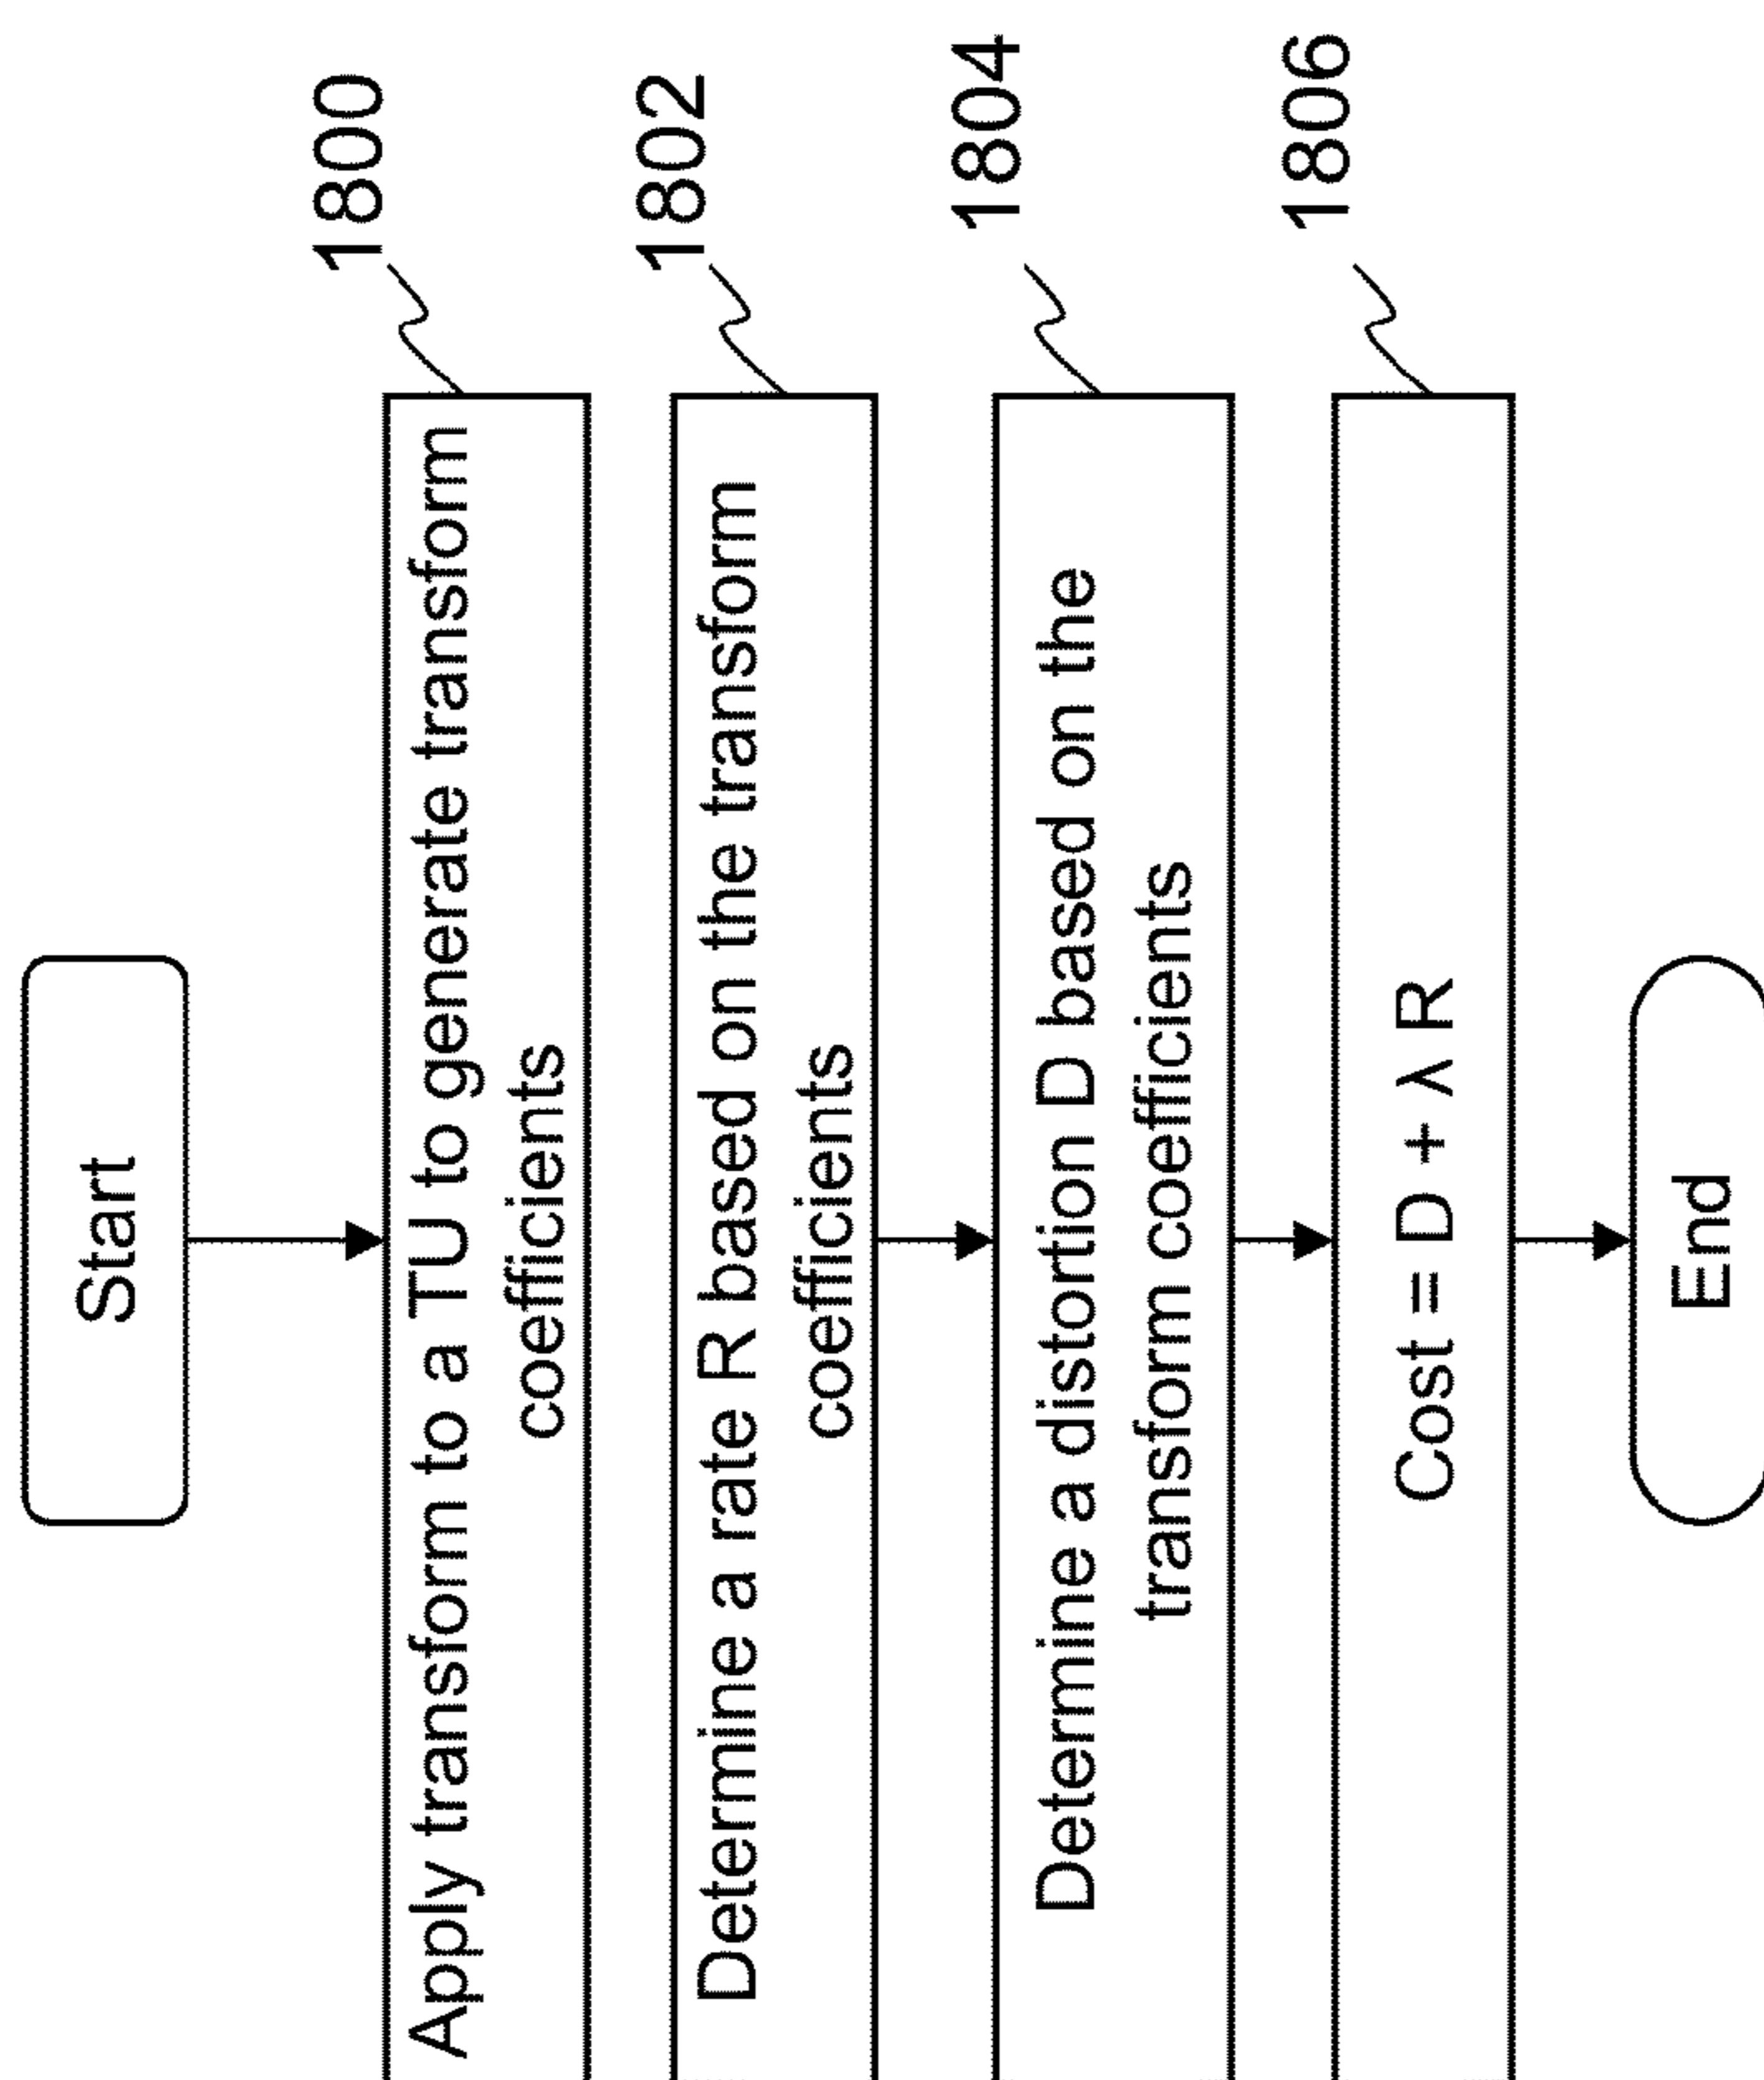 Start
1800
Apply transform to a TU to generate transform
coefficients
1802
Determine a rate R based on the transform
coefficients
1804
Determine a distortion D based on the
transform coefficients
1806
Cost = D + λ R
End